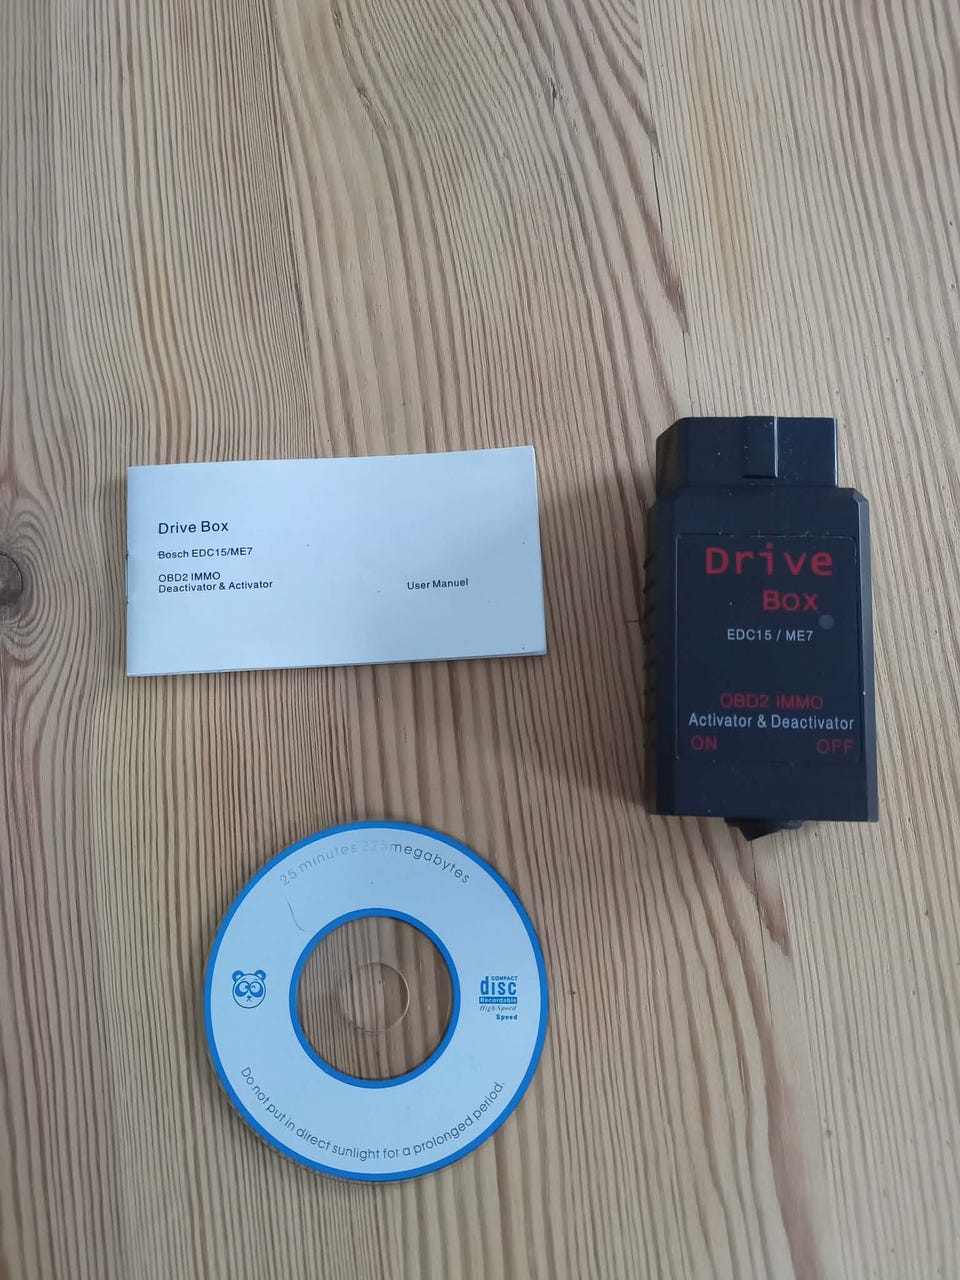 Drive Box
Bosch EDC15/ME7
OBD2 IMMO
Deactivator & Activator
User Manuel
Drive
Box
EDC15 / ME7
OBD2 IMMO
Activator & Deactivator
ON OFF
25 minutes 225megabytes
COMPACT
disc
Recordable
High Speed
Speed
Do not put in direct sunlight for a prolonged period.